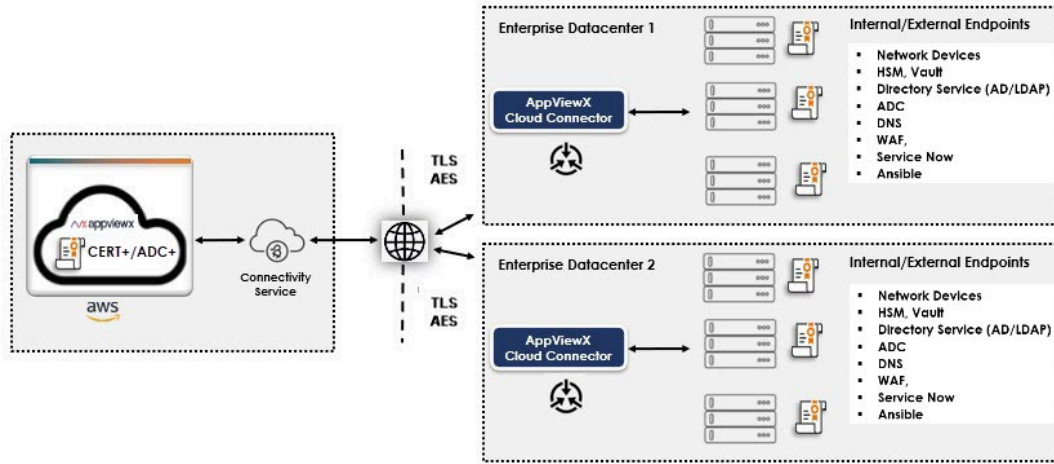 Enterprise Datacenter 1
Internal/External Endpoints
▪ Network Devices
▪ HSM, Vault
▪ Directory Service (AD/LDAP)
▪ ADC
▪ DNS
▪ WAF,
▪ Service Now
▪ Ansible
AppViewX
Cloud Connector
TLS
AES
appviewx
CERT+/ADC+
aws
Connectivity
Service
TLS
AES
Enterprise Datacenter 2
Internal/External Endpoints
▪ Network Devices
▪ HSM, Vault
▪ Directory Service (AD/LDAP)
▪ ADC
▪ DNS
▪ WAF,
▪ Service Now
▪ Ansible
AppViewX
Cloud Connector